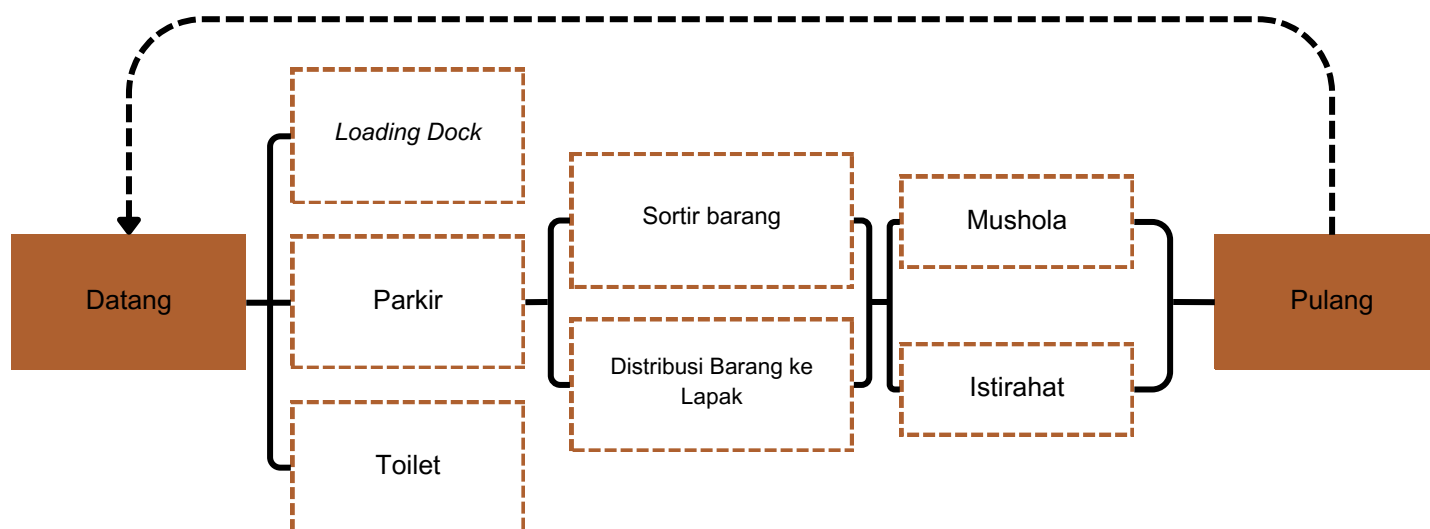 Datang
Loading Dock
Parkir
Toilet
Sortir barang
Distribusi Barang ke
Lapak
Mushola
Istirahat
Pulang